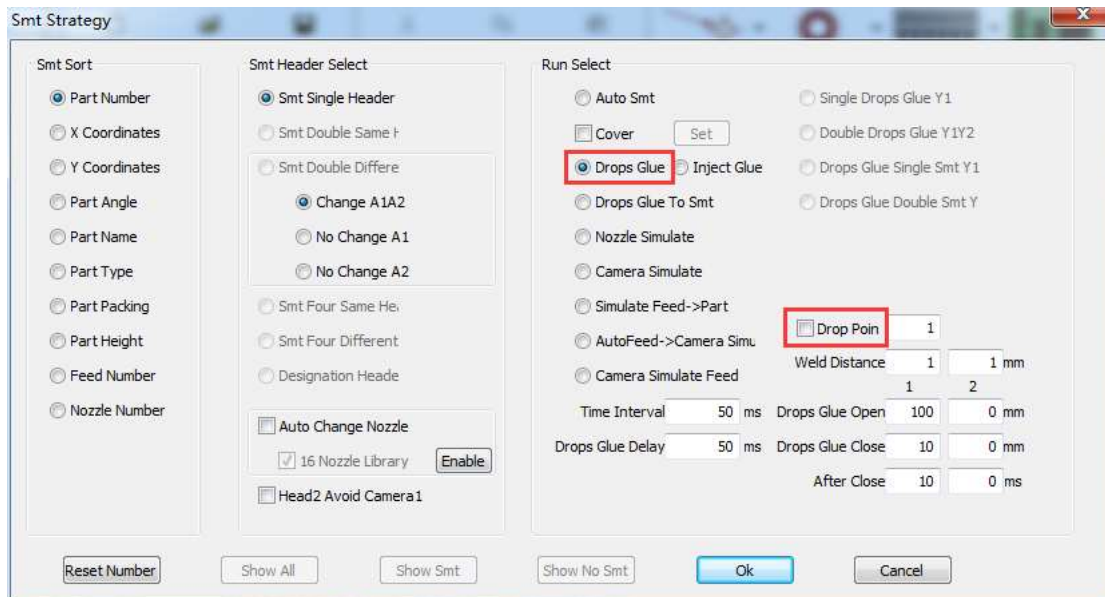 Smt Strategy
X
Smt Sort
Part Number
X Coordinates
Y Coordinates
Part Angle
Part Name
Part Type
Part Packing
Part Height
Feed Number
Nozzle Number
Smt Header Select
Smt Single Header
Smt Double Same H
Smt Double Differe
Change A1A2
No Change A1
No Change A2
Smt Four Same He
Smt Four Different
Designation Heade
Auto Change Nozzle
16 Nozzle Library Enable
Head2 Avoid Camera1
Run Select
Auto Smt
Cover Set
Drops Glue Inject Glue
Drops Glue To Smt
Nozzle Simulate
Camera Simulate
Simulate Feed->Part
AutoFeed->Camera Simu
Camera Simulate Feed
Time Interval 50 ms
Drops Glue Delay 50 ms
Single Drops Glue Y1
Double Drops Glue Y1Y2
Drops Glue Single Smt Y1
Drops Glue Double Smt Y
Drop Poin 1
Weld Distance 1 1 mm
1 2
Drops Glue Open 100 0 mm
Drops Glue Close 10 0 mm
After Close 10 0 ms
Reset Number Show All Show Smt Show No Smt Ok Cancel